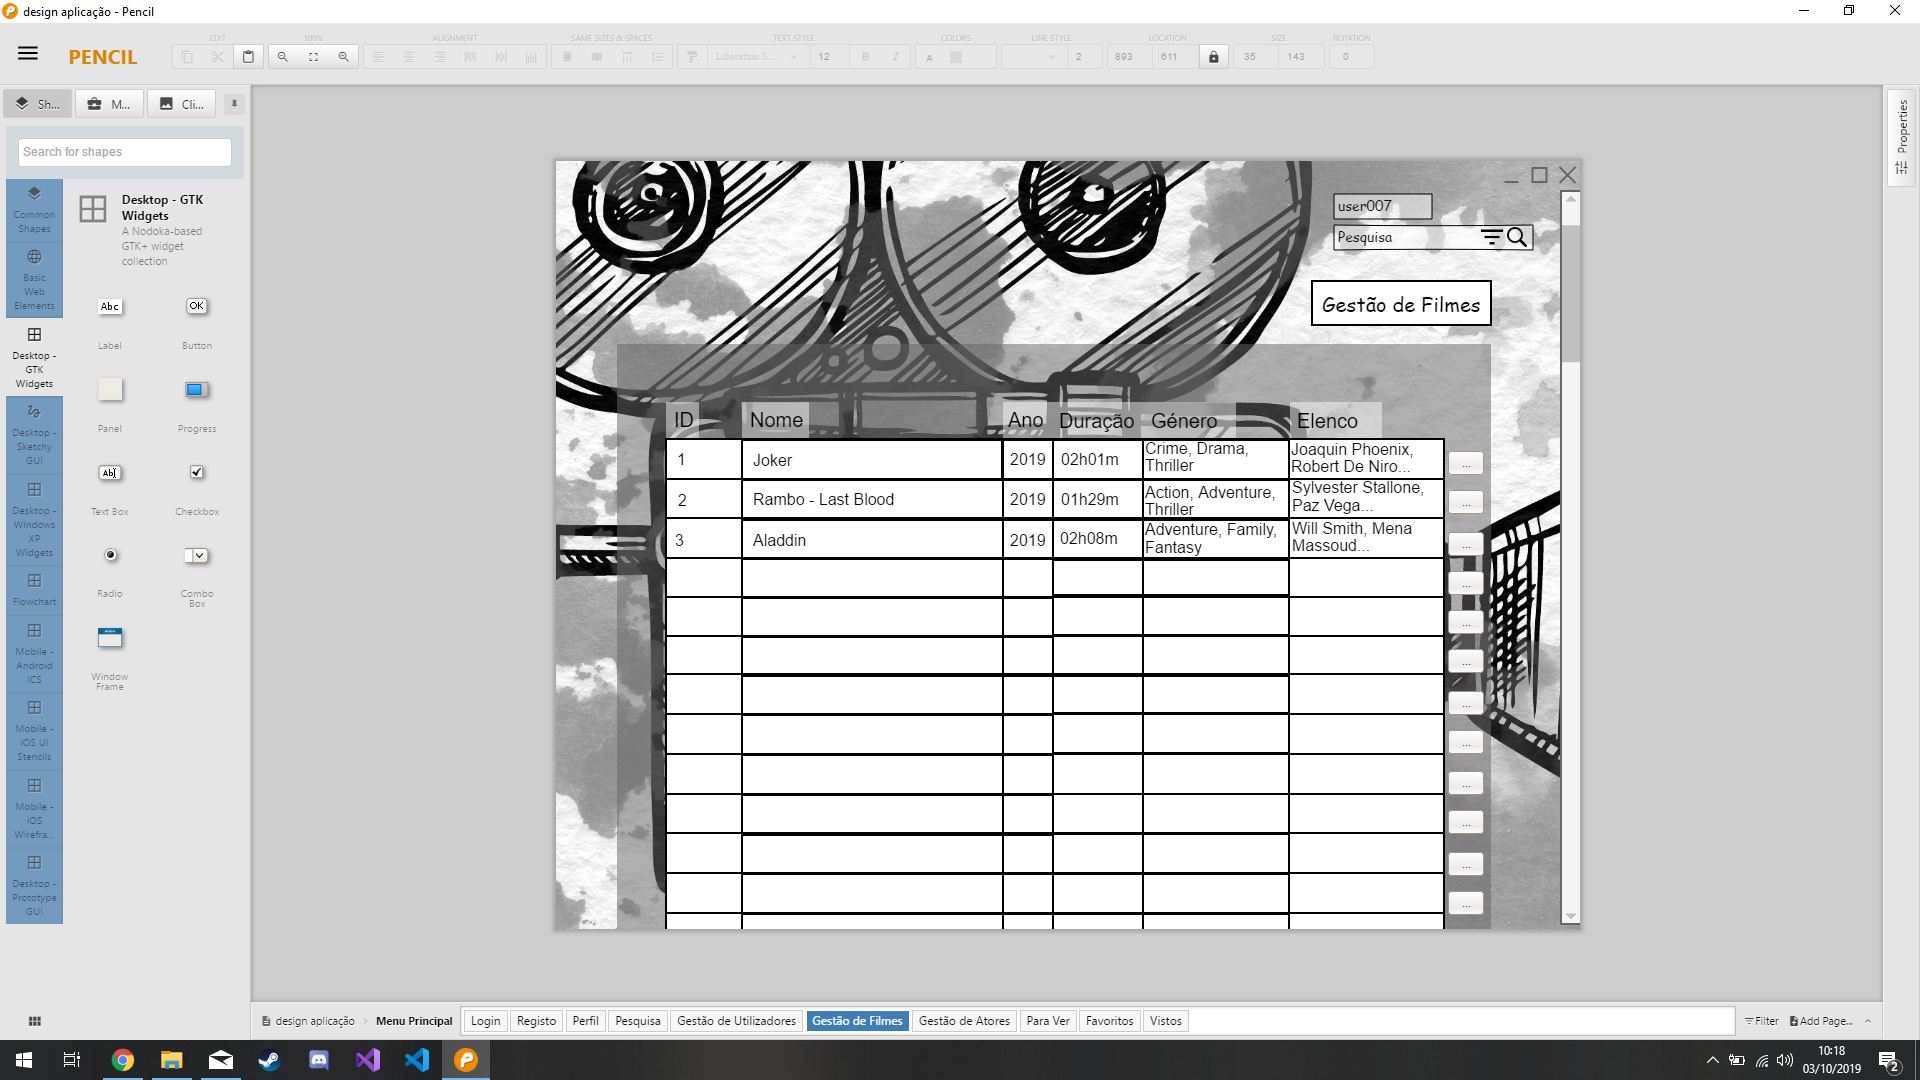 design aplicação - Pencil
PENCIL
EDIT
100%
ALIGNMENT
SAME SIZES & SPACES
TEXT STYLE
COLORS
LINE STYLE
LOCATION
SIZE
ROTATION
Liberation S...
12
B
I
A
2
893
611
35
143
0
Sh...
M...
Cli...
Properties
Search for shapes
Common
Shapes
Basic
Web
Elements
Desktop -
GTK
Widgets
Desktop -
Sketchy
GUI
Desktop -
Windows
XP
Widgets
Flowchart
Mobile -
Android
ICS
Mobile -
iOS UI
Stencils
Mobile -
iOS
Wirefra...
Desktop -
Prototype
GUI
Desktop - GTK
Widgets
A Nodoka-based
GTK+ widget
collection
Abc
OK
Label
Button
Panel
Progress
Abc
Text Box
Checkbox
Radio
Combo
Box
Window
Frame
user007
Pesquisa
Gestão de Filmes
ID Nome Ano Duração Género Elenco
1 Joker 2019 02h01m Crime, Drama,
Thriller
Joaquin Phoenix,
Robert De Niro...
...
2 Rambo - Last Blood 2019 01h29m Action, Adventure,
Thriller
Sylvester Stallone,
Paz Vega...
...
3 Aladdin 2019 02h08m Adventure, Family,
Fantasy
Will Smith, Mena
Massoud...
...
...
...
...
...
...
...
...
...
...
design aplicação
Menu Principal
Login
Registo
Perfil
Pesquisa
Gestão de Utilizadores
Gestão de Filmes
Gestão de Atores
Para Ver
Favoritos
Vistos
Filter
Add Page...
10:18
03/10/2019
2